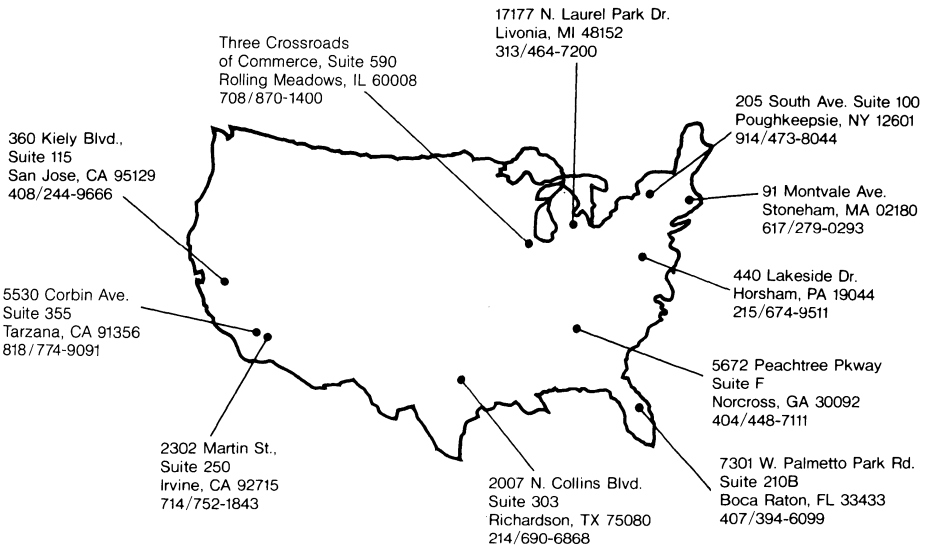 17177 N. Laurel Park Dr.
Livonia, MI 48152
313/464-7200
Three Crossroads
of Commerce, Suite 590
Rolling Meadows, IL 60008
708/870-1400
205 South Ave. Suite 100
Poughkeepsie, NY 12601
914/473-8044
360 Kiely Blvd.,
Suite 115
San Jose, CA 95129
408/244-9666
91 Montvale Ave.
Stoneham, MA 02180
617/279-0293
440 Lakeside Dr.
Horsham, PA 19044
215/674-9511
5530 Corbin Ave.
Suite 355
Tarzana, CA 91356
818/774-9091
5672 Peachtree Pkway
Suite F
Norcross, GA 30092
404/448-7111
2302 Martin St.,
Suite 250
Irvine, CA 92715
714/752-1843
2007 N. Collins Blvd.
Suite 303
Richardson, TX 75080
214/690-6868
7301 W. Palmetto Park Rd.
Suite 210B
Boca Raton, FL 33433
407/394-6099